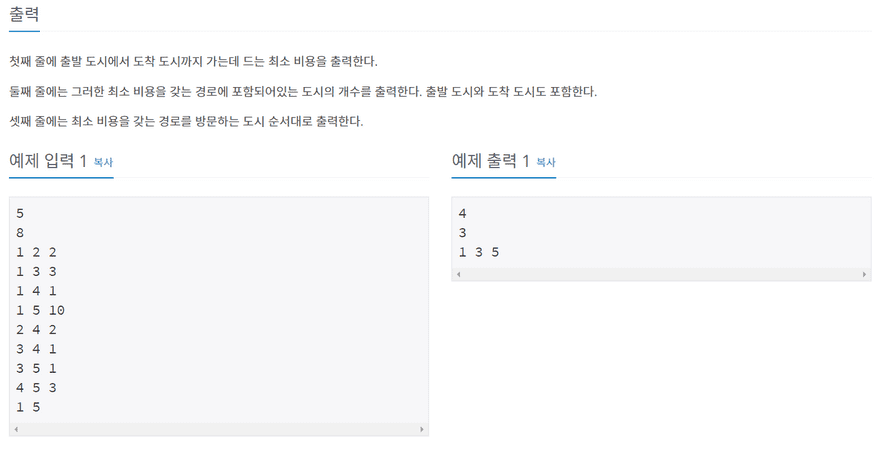 출력
첫째 줄에 출발 도시에서 도착 도시까지 가는데 드는 최소 비용을 출력한다.
둘째 줄에는 그러한 최소 비용을 갖는 경로에 포함되어있는 도시의 개수를 출력한다. 출발 도시와 도착 도시도 포함한다.
셋째 줄에는 최소 비용을 갖는 경로를 방문하는 도시 순서대로 출력한다.
예제 입력 1 복사
5
8
1 2 2
1 3 3
1 4 1
1 5 10
2 4 2
3 4 1
3 5 1
4 5 3
1 5
예제 출력 1 복사
4
3
1 3 5